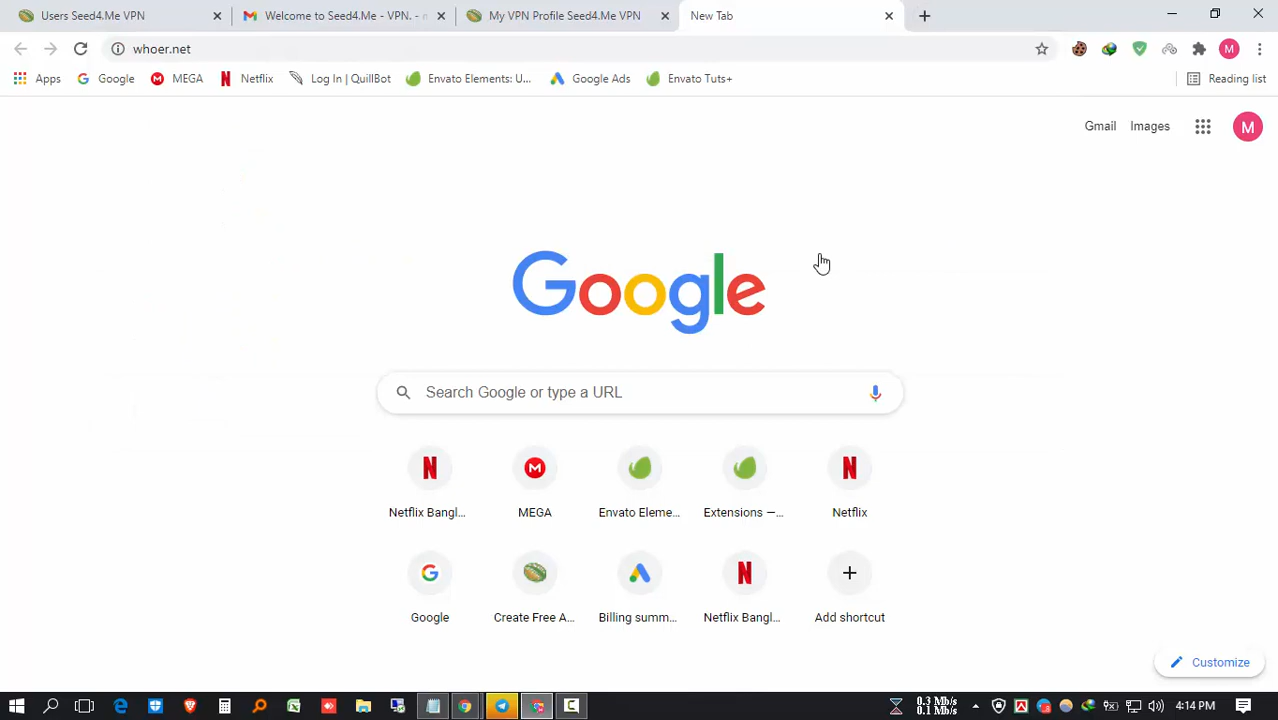 Users Seed4.Me VPN
Welcome to Seed4.Me - VPN. - m
My VPN Profile Seed4.Me VPN
New Tab
whoer.net
M
Apps
Google
MEGA
Netflix
Log In | QuillBot
Envato Elements: U...
Google Ads
Envato Tuts+
Reading list
Gmail
Images
M
Google
Search Google or type a URL
Netflix Bangl...
MEGA
Envato Eleme...
Extensions —...
Netflix
Google
Create Free A...
Billing summ...
Netflix Bangl...
Add shortcut
Customize
0.3 Mb/s
0.1 Mb/s
4:14 PM